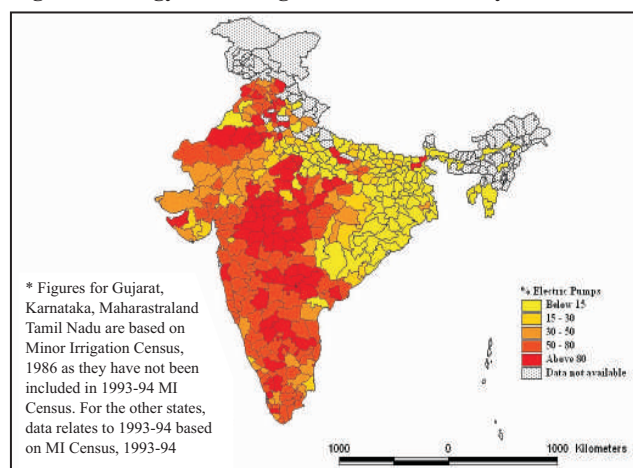 * Figures for Gujarat,
Karnataka, Maharastraland
Tamil Nadu are based on
Minor Irrigation Census,
1986 as they have not been
included in 1993-94 MI
Census. For the other states,
data relates to 1993-94 based
on MI Census, 1993-94
% Electric Pumps
Below 15
15 - 30
30 - 50
50 - 80
Above 80
Data not available
1000 0 1000 Kilometers